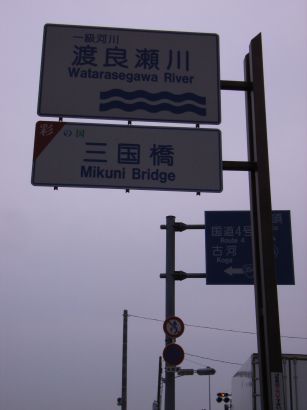 一級河川
渡良瀬川
Watarasegawa River
彩の国
三国橋
Mikuni Bridge
国道4号
Route 4
古河
Koga